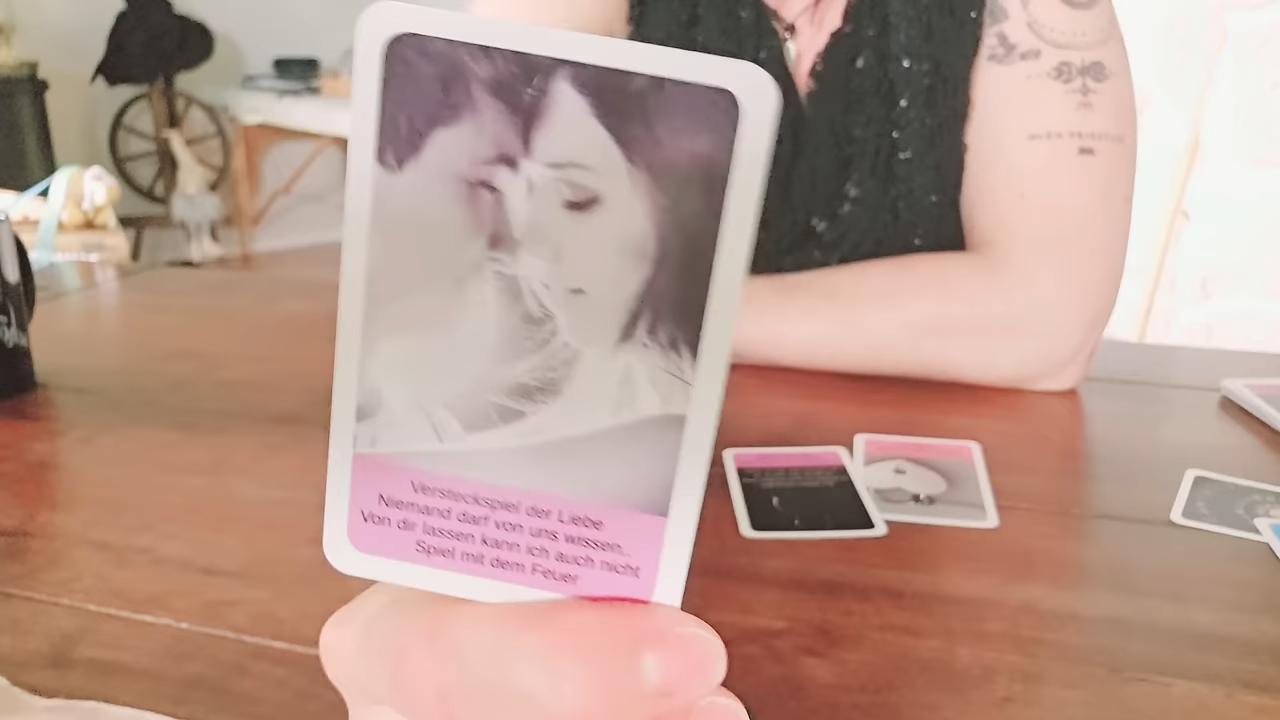 Versteckspiel der Liebe
Niemand darf von uns wissen..
Von dir lassen kann ich auch nicht
Spiel mit dem Feuer